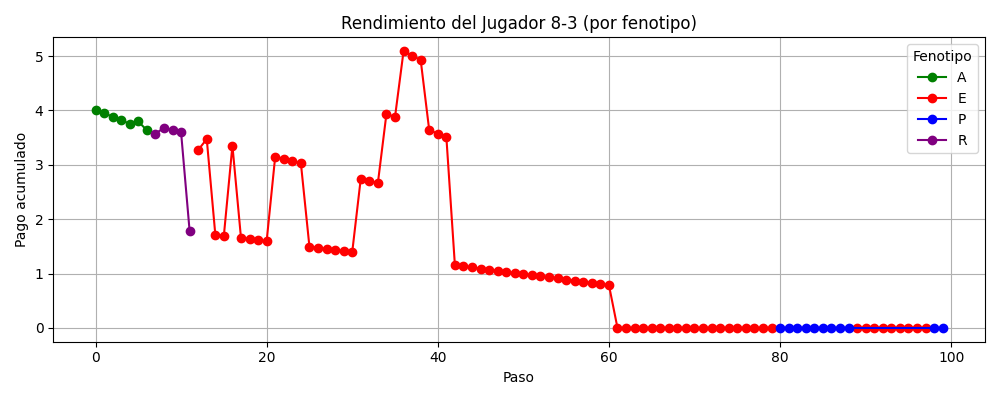 Rendimiento del Jugador 8-3 (por fenotipo)
Pago acumulado
5
4
3
2
1
0
0 20 40 60 80 100
Paso
Fenotipo
A
E
P
R